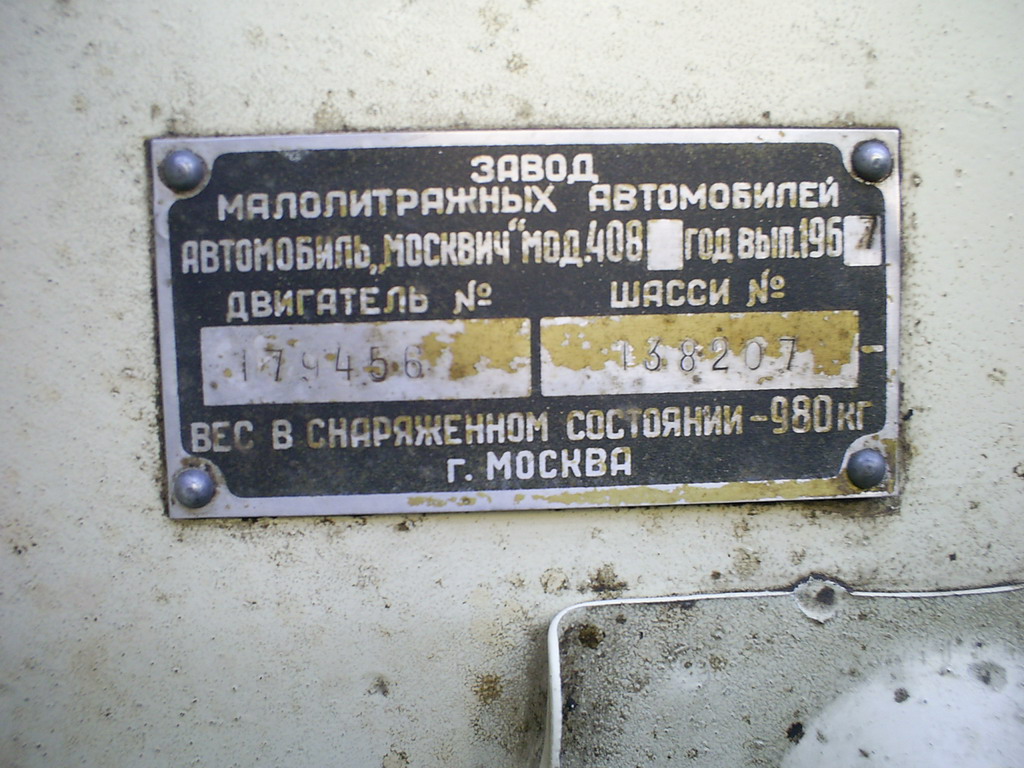 ЗАВОД
МАЛОЛИТРАЖНЫХ АВТОМОБИЛЕЙ
АВТОМОБИЛЬ „МОСКВИЧ“ МОД.408 ГОД ВЫП.1967
ДВИГАТЕЛЬ № ШАССИ №
179456 138207
ВЕС В СНАРЯЖЕННОМ СОСТОЯНИИ – 980 КГ
г. МОСКВА